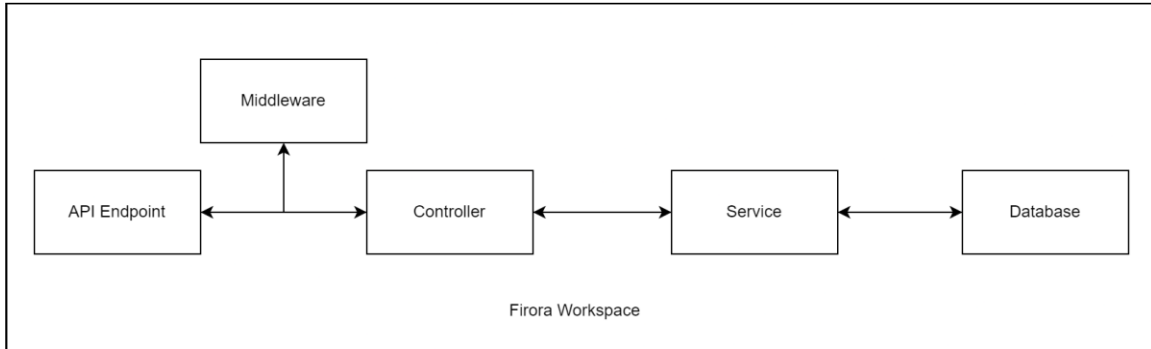 Middleware
API Endpoint
Controller
Service
Database
Firora Workspace